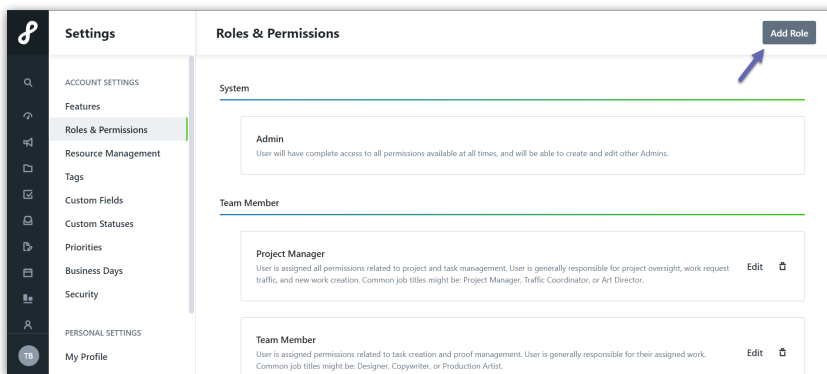 Settings
Roles & Permissions
Add Role
ACCOUNT SETTINGS
Features
Roles & Permissions
Resource Management
Tags
Custom Fields
Custom Statuses
Priorities
Business Days
Security
PERSONAL SETTINGS
My Profile
TB
System
Admin
User will have complete access to all permissions available at all times, and will be able to create and edit other Admins.
Team Member
Project Manager
User is assigned all permissions related to project and task management. User is generally responsible for project oversight, work request
traffic, and new work creation. Common job titles might be: Project Manager, Traffic Coordinator, or Art Director.
Edit
Team Member
User is assigned permissions related to task creation and proof management. User is generally responsible for their assigned work.
Common job titles might be: Designer, Copywriter, or Production Artist.
Edit